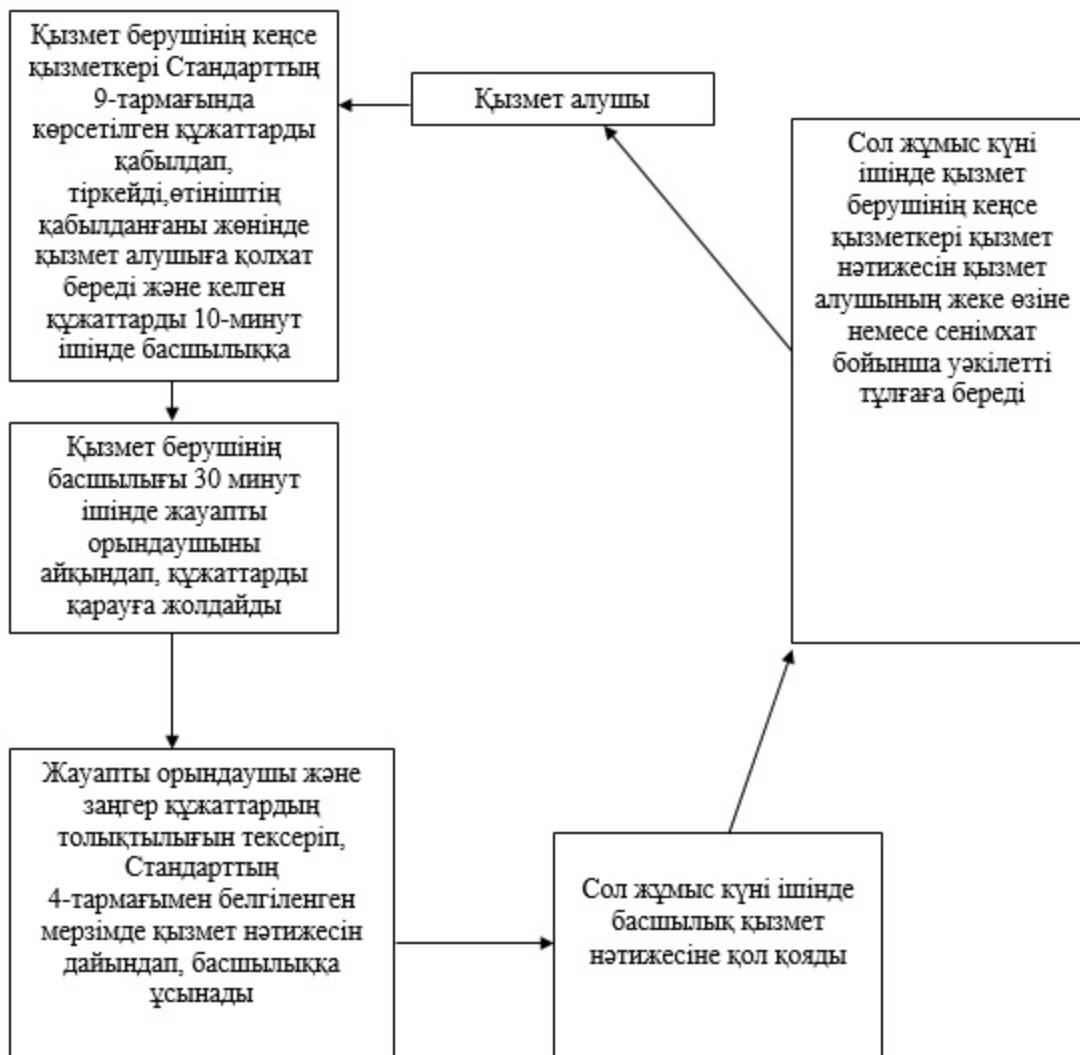 Қызмет берушінің кеңсе
қызметкері Стандарттың
9-тармағында
көрсетілген құжаттарды
қабылдап,
тіркейді,өтініштің
қабылданғаны жөнінде
қызмет алушыға қолхат
береді және келген
құжаттарды 10-минут
ішінде басшылыққа
Қызмет алушы
Сол жұмыс күні
ішінде қызмет
берушінің кеңсе
қызметкері қызмет
нәтижесін қызмет
алушының жеке өзіне
немесе сенімхат
бойынша уәкілетті
тұлғаға береді
Қызмет берушінің
басшылығы 30 минут
ішінде жауапты
орындаушыны
айқындап, құжаттарды
қарауға жолдайды
Жауапты орындаушы және
заңгер құжаттардың
толықтылығын тексеріп,
Стандарттың
4-тармағымен белгіленген
мерзімде қызмет нәтижесін
дайындап, басшылыққа
ұсынады
Сол жұмыс күні ішінде
басшылық қызмет
нәтижесіне қол қояды